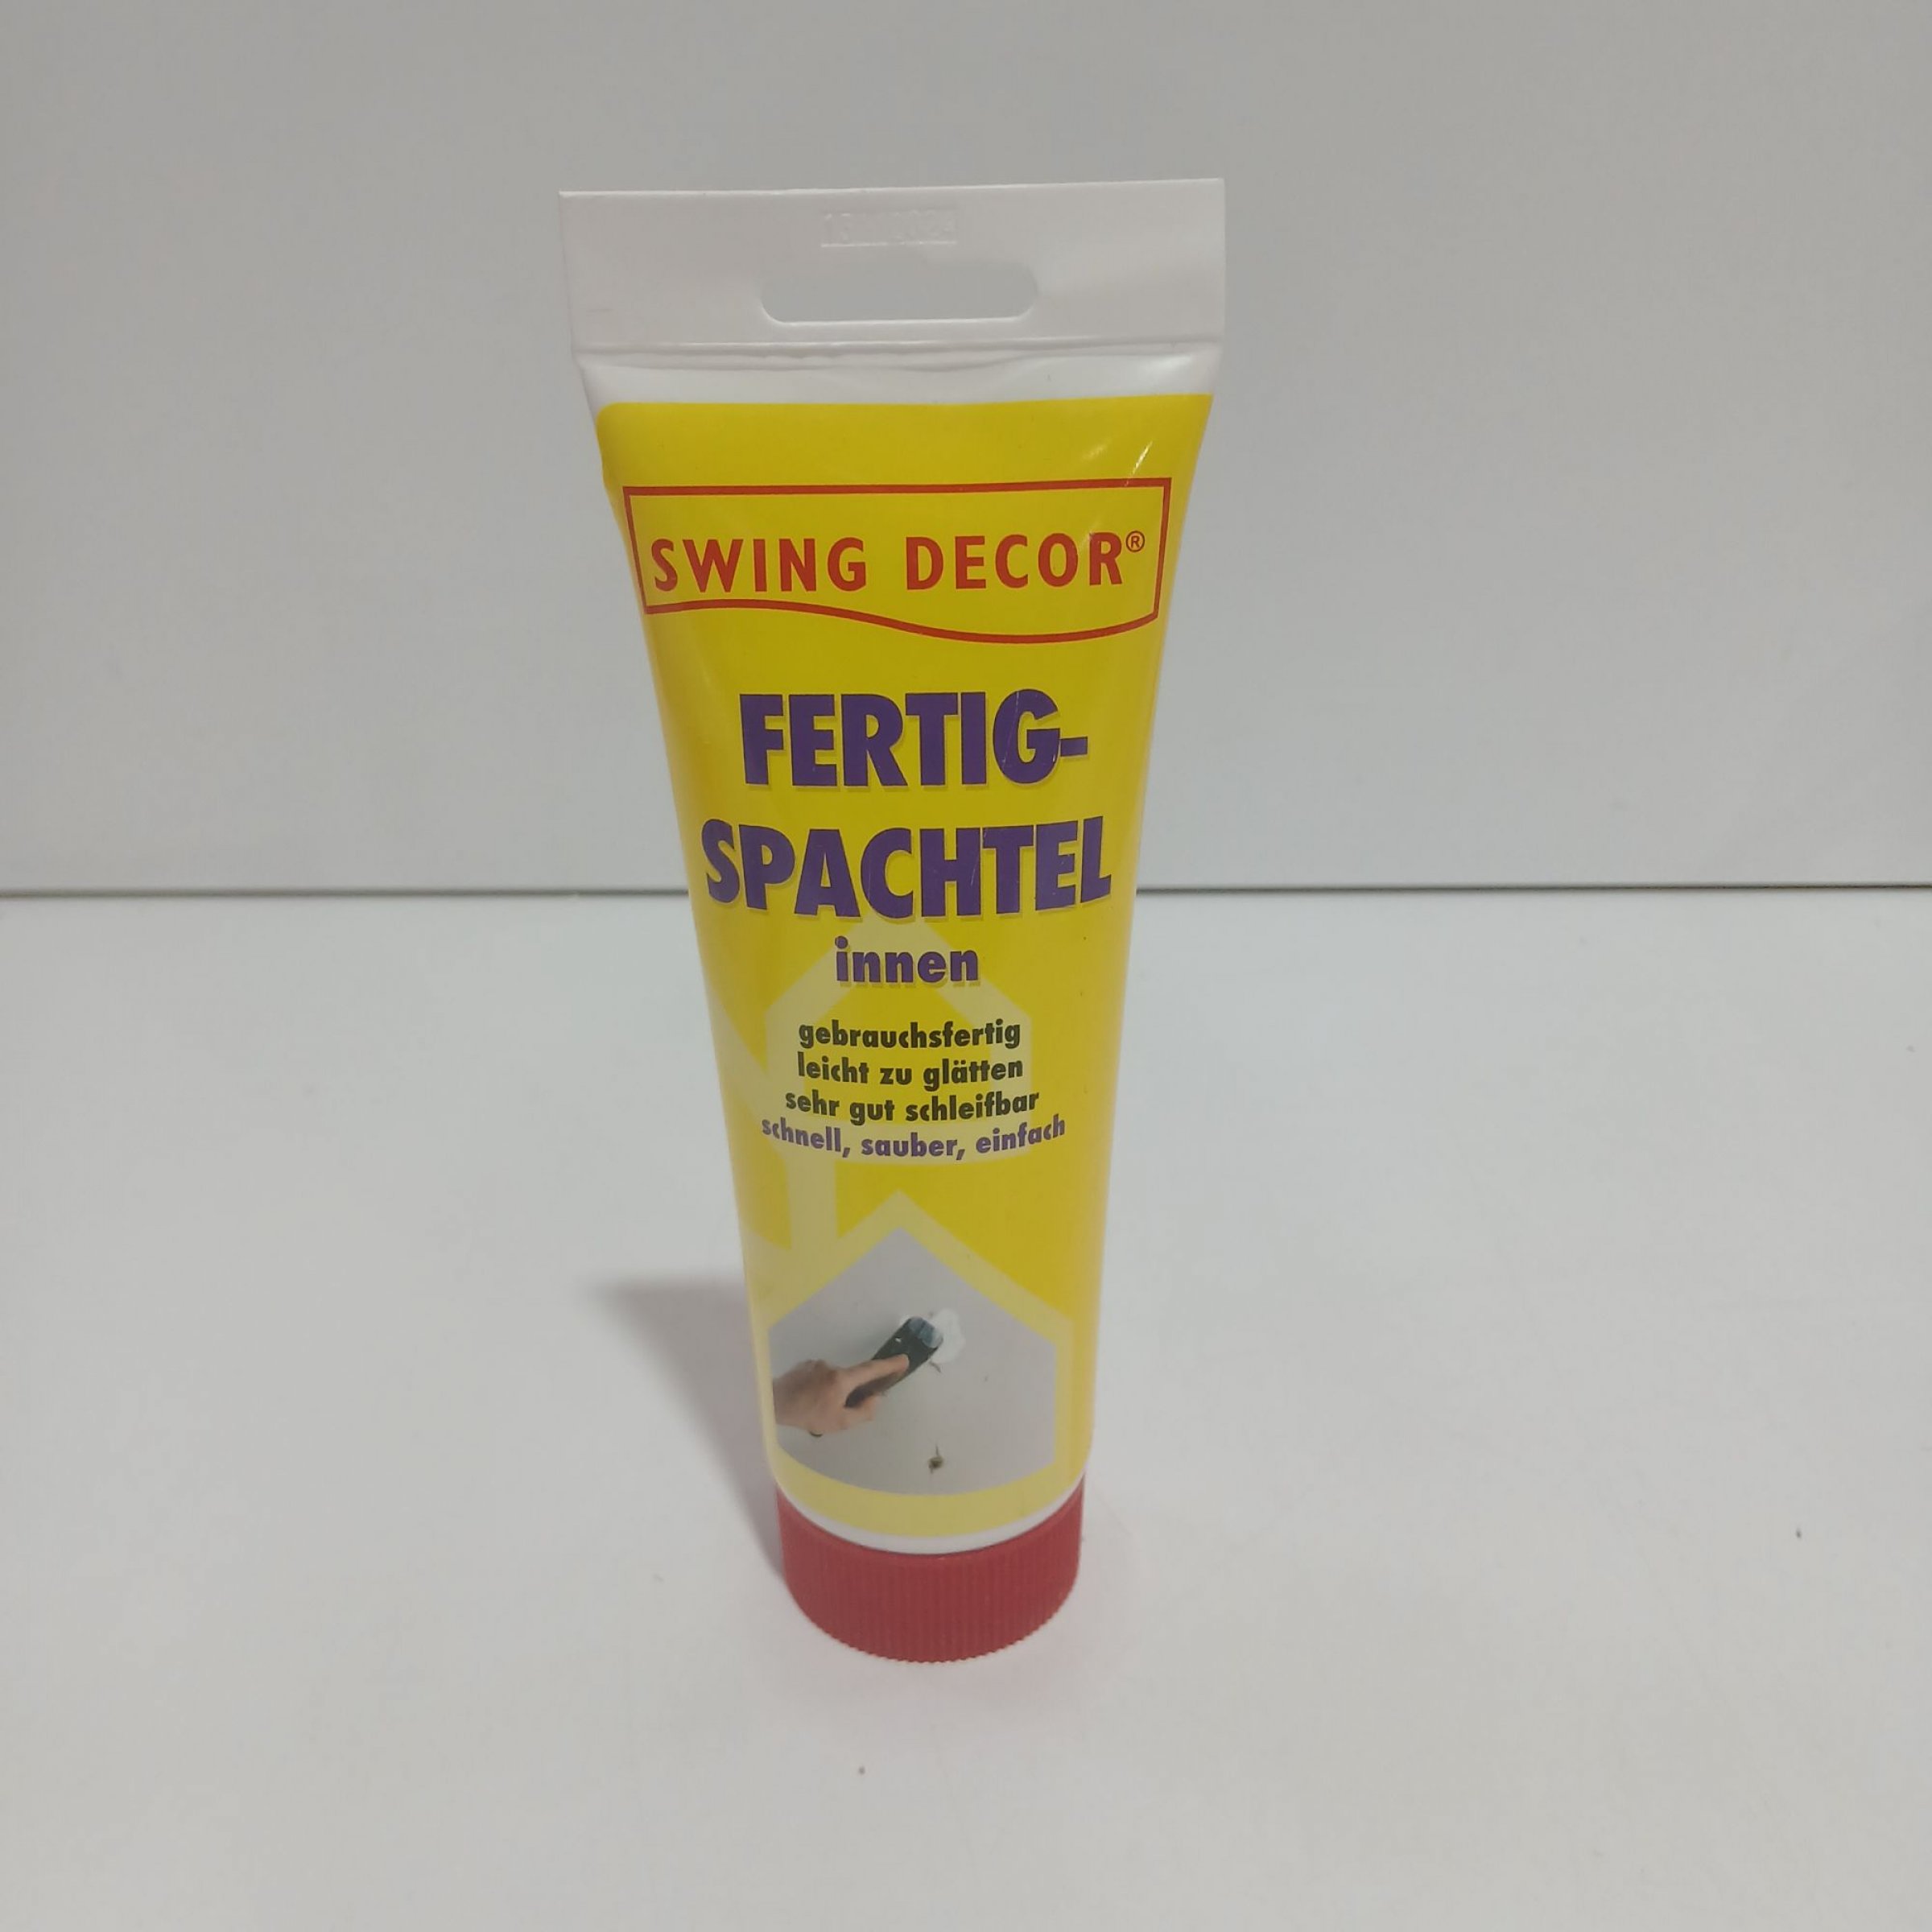 SWING DECOR®
FERTIG-
SPACHTEL
innen
gebrauchsfertig
leicht zu glätten
sehr gut schleifbar
schnell, sauber, einfach